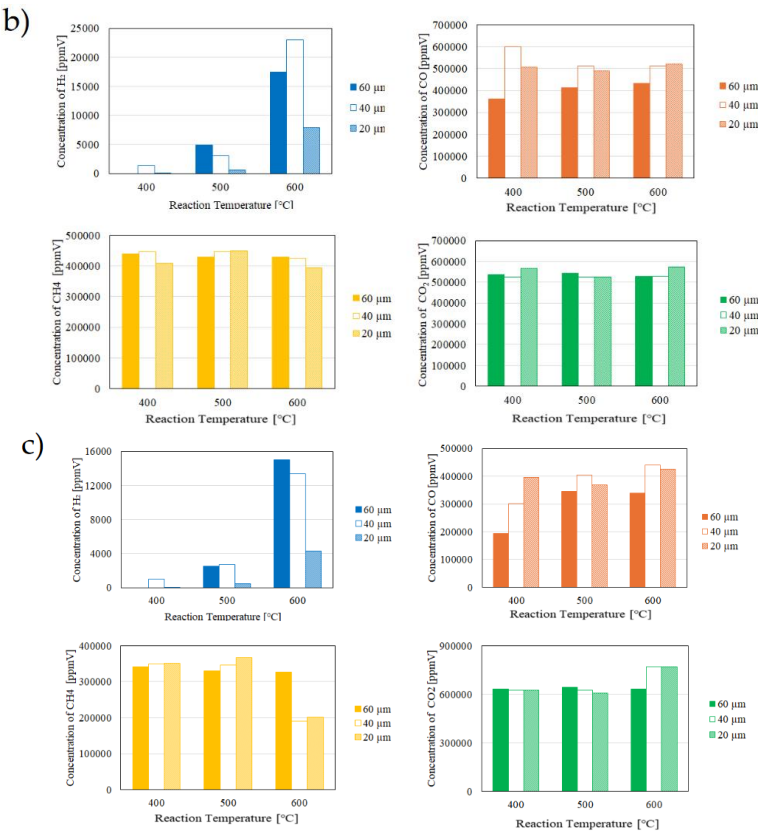 b)
Concentration of H₂ [ppmV]
25000
20000
15000
10000
5000
0
400 500 600
Reaction Temperature [°C]
60 µm
40 µm
20 µm
Concentration of CO [ppmV]
700000
600000
500000
400000
300000
200000
100000
0
400 500 600
Reaction Temperature [°C]
60 µm
40 µm
20 µm
Concentration of CH4 [ppmV]
500000
400000
300000
200000
100000
0
400 500 600
Reaction Temperature [°C]
60 µm
40 µm
20 µm
Concentration of CO₂ [ppmV]
700000
600000
500000
400000
300000
200000
100000
0
400 500 600
Reaction Temperature [°C]
60 µm
40 µm
20 µm
c)
Concentration of H₂ [ppmV]
16000
12000
8000
4000
0
400 500 600
Reaction Temperature [°C]
60 µm
40 µm
20 µm
Concentration of CO [ppmV]
500000
400000
300000
200000
100000
0
400 500 600
Reaction Temperature [°C]
60 µm
40 µm
20 µm
Concentration of CH4 [ppmV]
400000
300000
200000
100000
0
400 500 600
Reaction Temperature [°C]
60 µm
40 µm
20 µm
Concentration of CO2 [ppmV]
900000
600000
300000
0
400 500 600
Reaction Temperature [°C]
60 µm
40 µm
20 µm